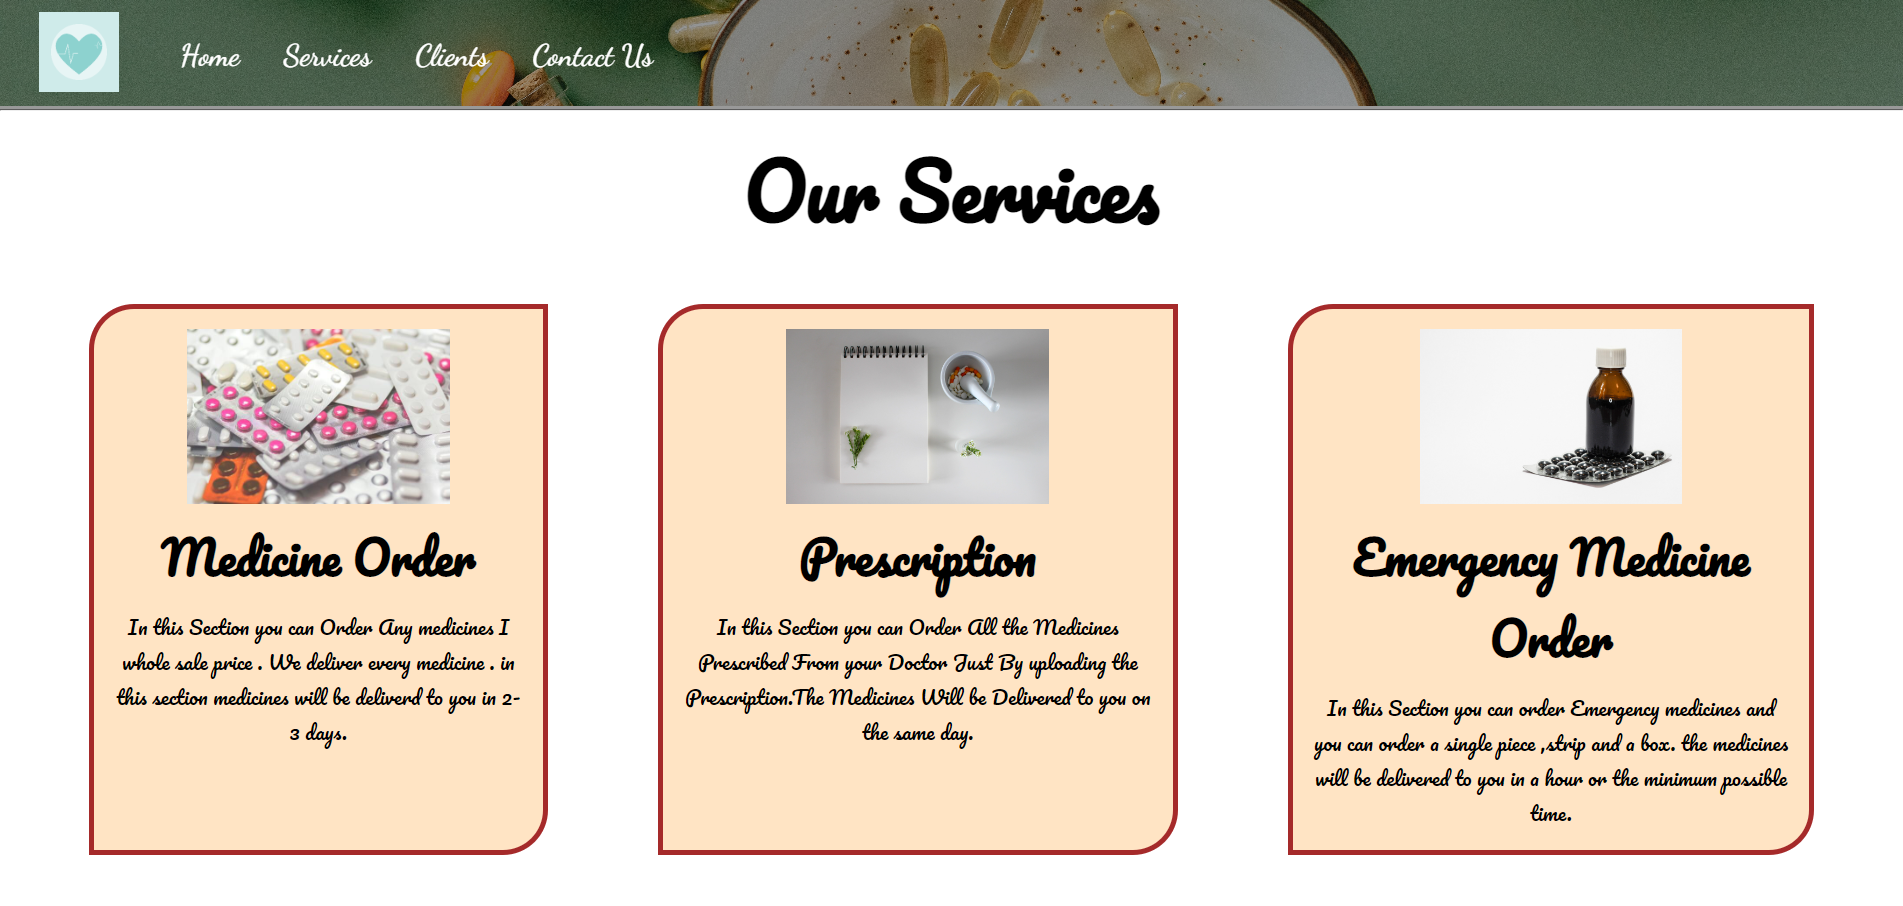 Home Services Clients Contact Us
Our Services
Medicine Order
In this Section you can Order Any medicines I
whole sale price . We deliver every medicine . in
this section medicines will be deliverd to you in 2-
3 days.
Prescription
In this Section you can Order All the Medicines
Prescribed From your Doctor Just By uploading the
Prescription.The Medicines Will be Delivered to you on
the same day.
Emergency Medicine
Order
In this Section you can order Emergency medicines and
you can order a single piece ,strip and a box. the medicines
will be delivered to you in a hour or the minimum possible
time.